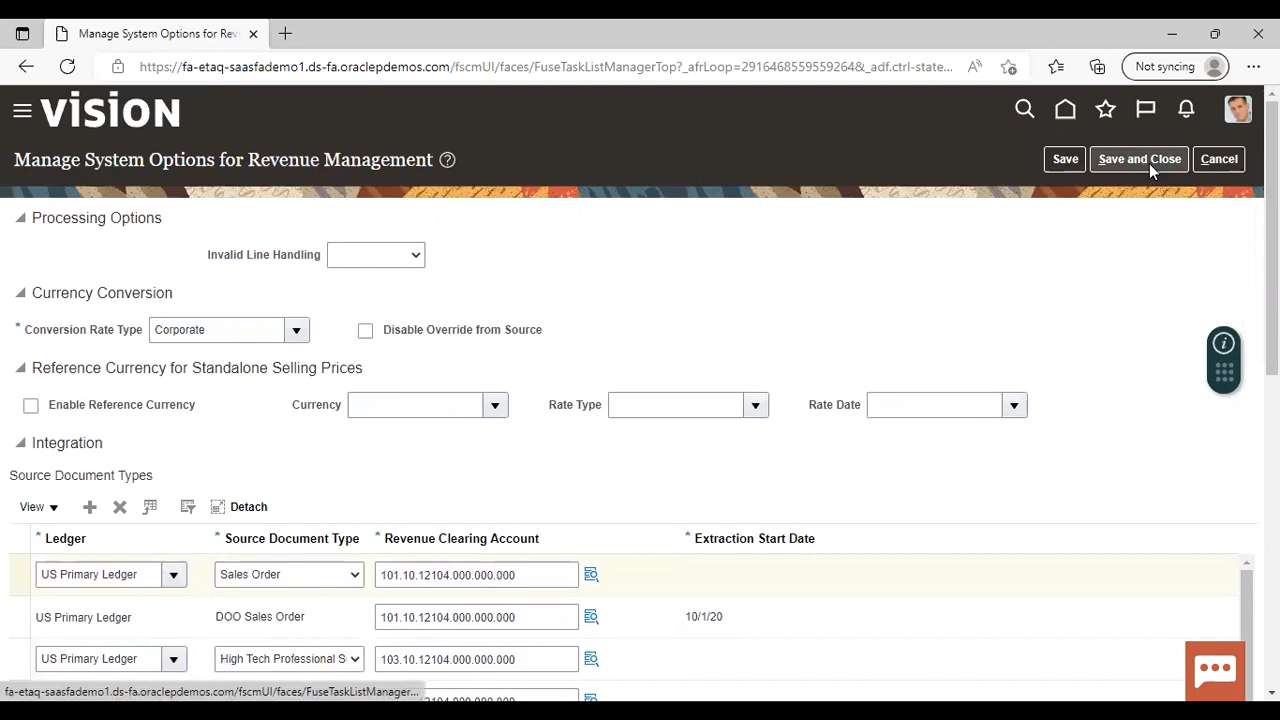 Manage System Options for Rev
https://fa-etaq-saasfademo1.ds-fa.oraclepdemos.com/fscmUI/faces/FuseTaskListManagerTop?_afrLoop=291646855955926​4&_adf.ctrl-state...
Not syncing
VISION
Manage System Options for Revenue Management
Save Save and Close Cancel
Processing Options
Invalid Line Handling
Currency Conversion
* Conversion Rate Type Corporate Disable Override from Source
Reference Currency for Standalone Selling Prices
Enable Reference Currency Currency Rate Type Rate Date
Integration
Source Document Types
View Detach
* Ledger * Source Document Type * Revenue Clearing Account * Extraction Start Date
US Primary Ledger Sales Order 101.10.12104.000.000.000
US Primary Ledger DOO Sales Order 101.10.12104.000.000.000 10/1/20
US Primary Ledger High Tech Professional S 103.10.12104.000.000.000
fa-etaq-saasfademo1.ds-fa.oraclepdemos.com/fscmUI/faces/FuseTaskListManager...